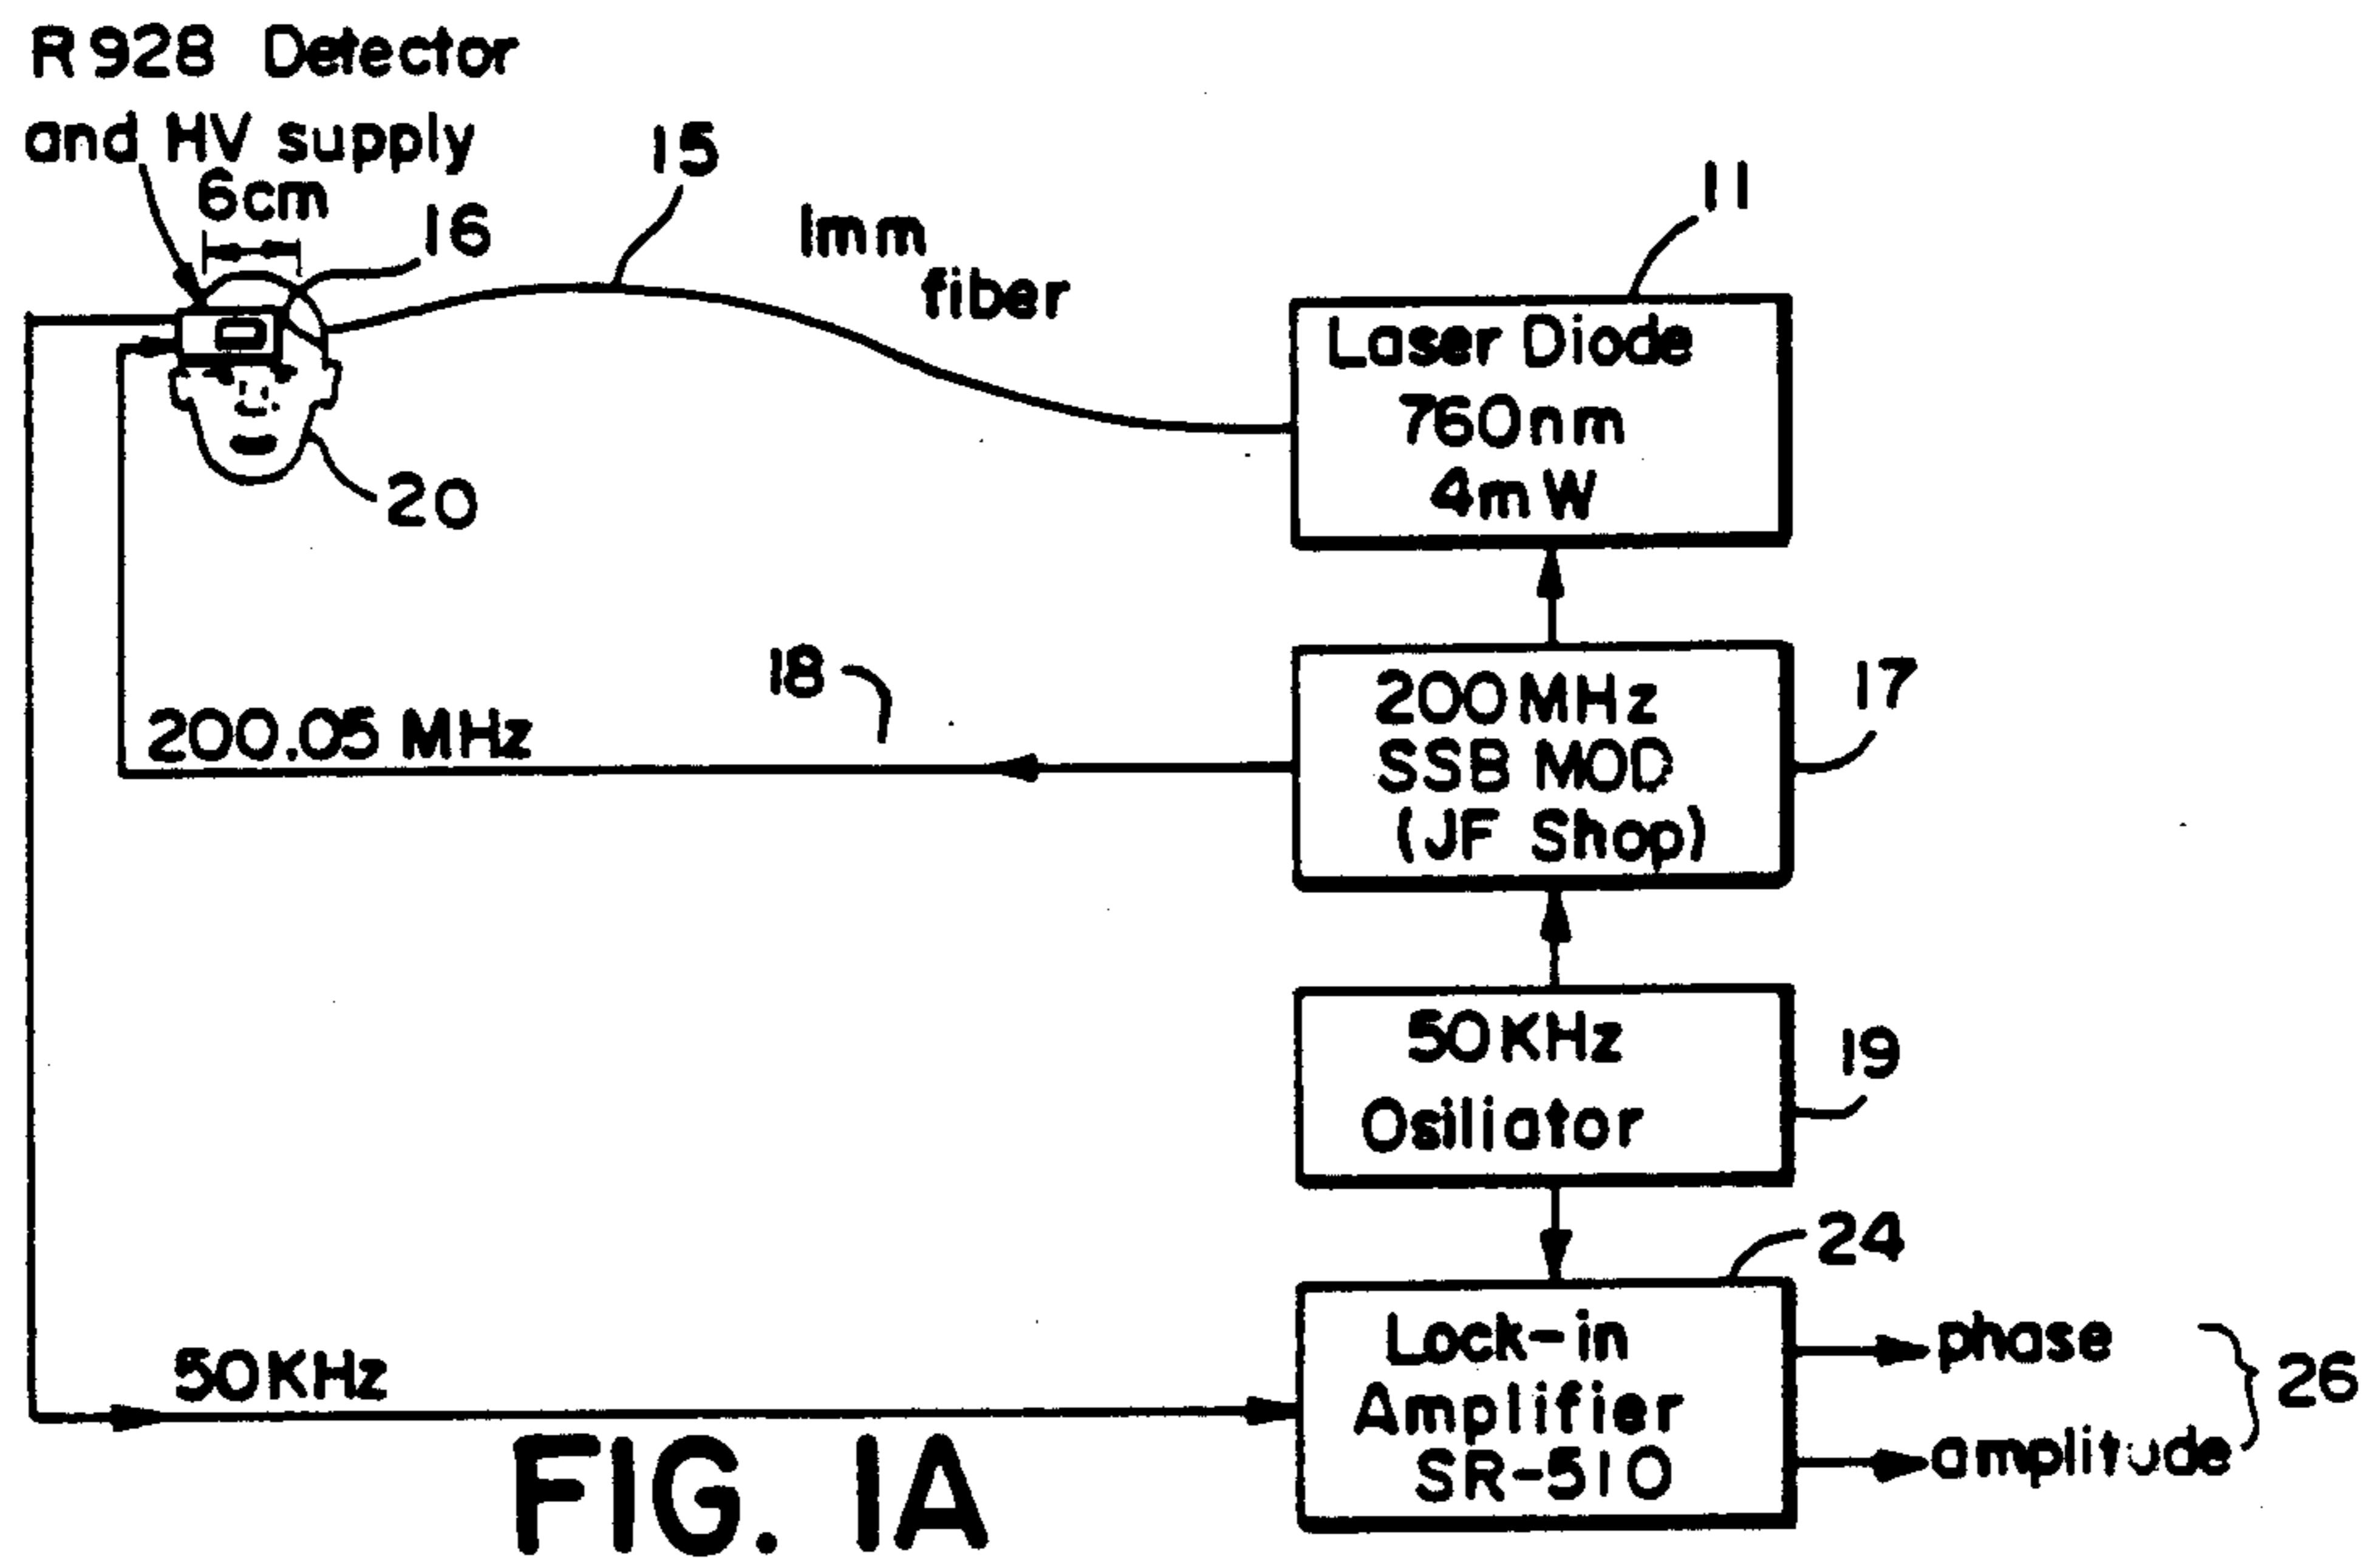 R928 Detector
and HV supply
6cm
16
15
1mm
fiber
11
Laser Diode
760nm
4mW
20
18
200.05 MHz
200MHz
SSB MOD
(JF Shop)
17
50KHz
Osiliator
19
24
50KHz
Lock-in
Amplifier
SR-510
phase
amplitude
26
FIG. 1A